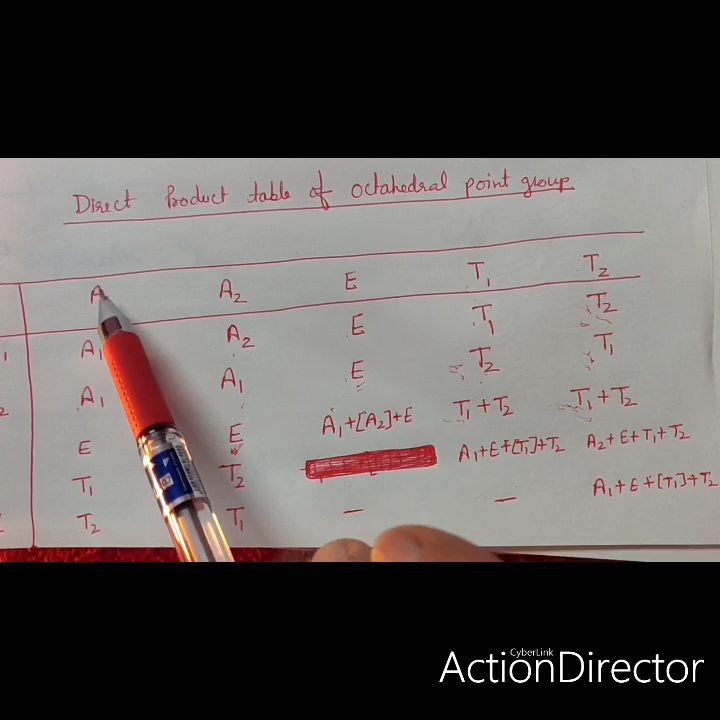 Direct Product table of octahedral point group
A A₂ E T₁ T₂
1 A₁ A₂ E T₁ T₂
2 A₁ A₁ E T₂ T₁
E E A₁+[A₂]+E T₁+T₂ T₁+T₂
T₁ T₂ A₁+E+[T₁]+T₂ A₂+E+T₁+T₂
T₂ T₁ — — A₁+E+[T₁]+T₂
CyberLink
ActionDirector